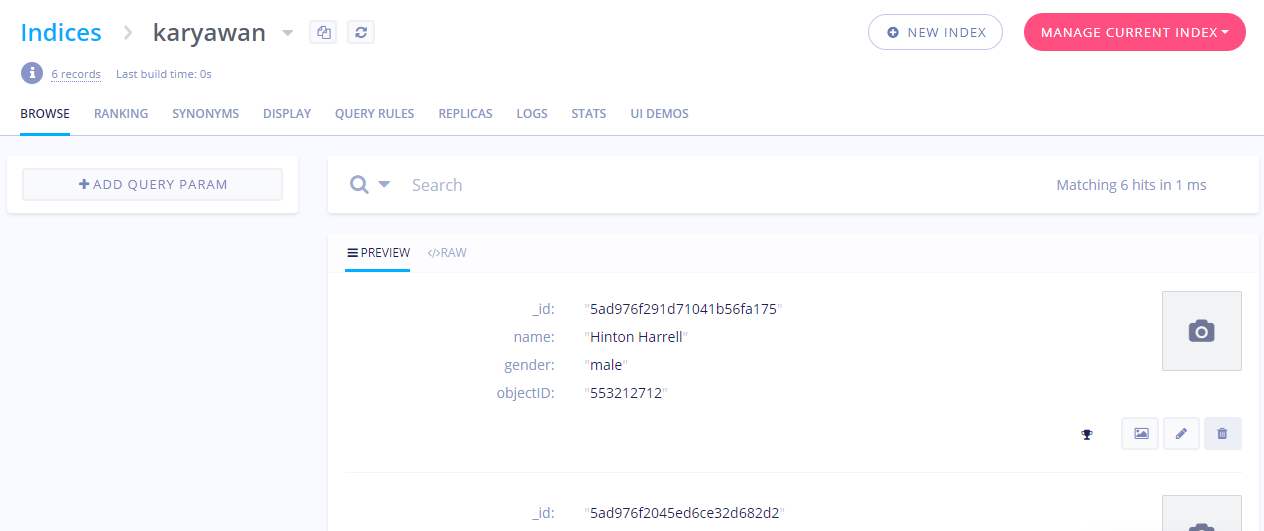 Indices karyawan NEW INDEX MANAGE CURRENT INDEX
6 records Last build time: 0s
BROWSE RANKING SYNONYMS DISPLAY QUERY RULES REPLICAS LOGS STATS UI DEMOS
ADD QUERY PARAM Search Matching 6 hits in 1 ms
PREVIEW </>RAW
_id: "5ad976f291d71041b56fa175"
name: "Hinton Harrell"
gender: "male"
objectID: "553212712"
_id: "5ad976f2045ed6ce32d682d2"